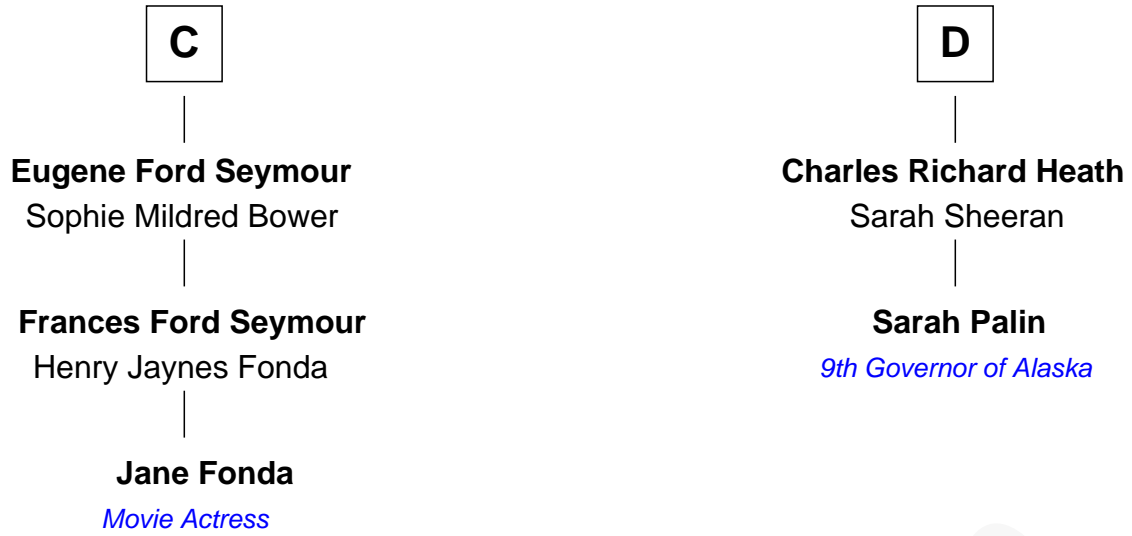 C
D
Eugene Ford Seymour
Sophie Mildred Bower
Charles Richard Heath
Sarah Sheeran
Frances Ford Seymour
Henry Jaynes Fonda
Sarah Palin
9th Governor of Alaska
Jane Fonda
Movie Actress